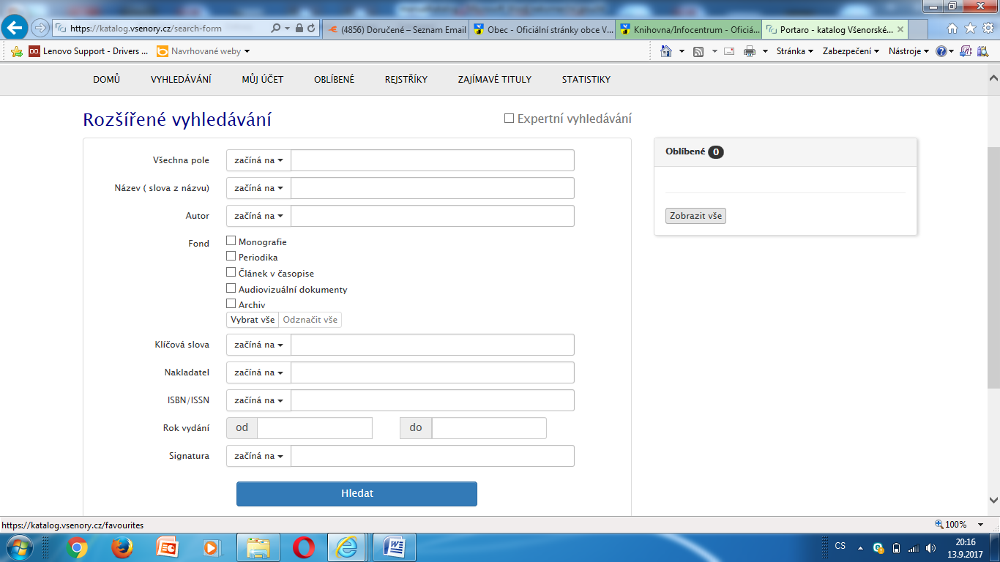 https://katalog.vsenory.cz/search-form
(4856) Doručené – Seznam Email
Obec - Oficiální stránky obce V...
Knihovna/Infocentrum - Oficiá...
Portaro - katalog Všenorské...
Lenovo Support - Drivers ...
Navrhované weby
Stránka
Zabezpečení
Nástroje
DOMŮ
VYHLEDÁVÁNÍ
MŮJ ÚČET
OBLÍBENÉ
REJSTŘÍKY
ZAJÍMAVÉ TITULY
STATISTIKY
Rozšířené vyhledávání
Expertní vyhledávání
Všechna pole začíná na
Název ( slova z názvu) začíná na
Autor začíná na
Fond
Monografie
Periodika
Článek v časopise
Audiovizuální dokumenty
Archiv
Vybrat vše Odznačit vše
Klíčová slova začíná na
Nakladatel začíná na
ISBN/ISSN začíná na
Rok vydání od do
Signatura začíná na
Hledat
Oblíbené 0
Zobrazit vše
https://katalog.vsenory.cz/favourites
100%
CS
20:16
13.9.2017